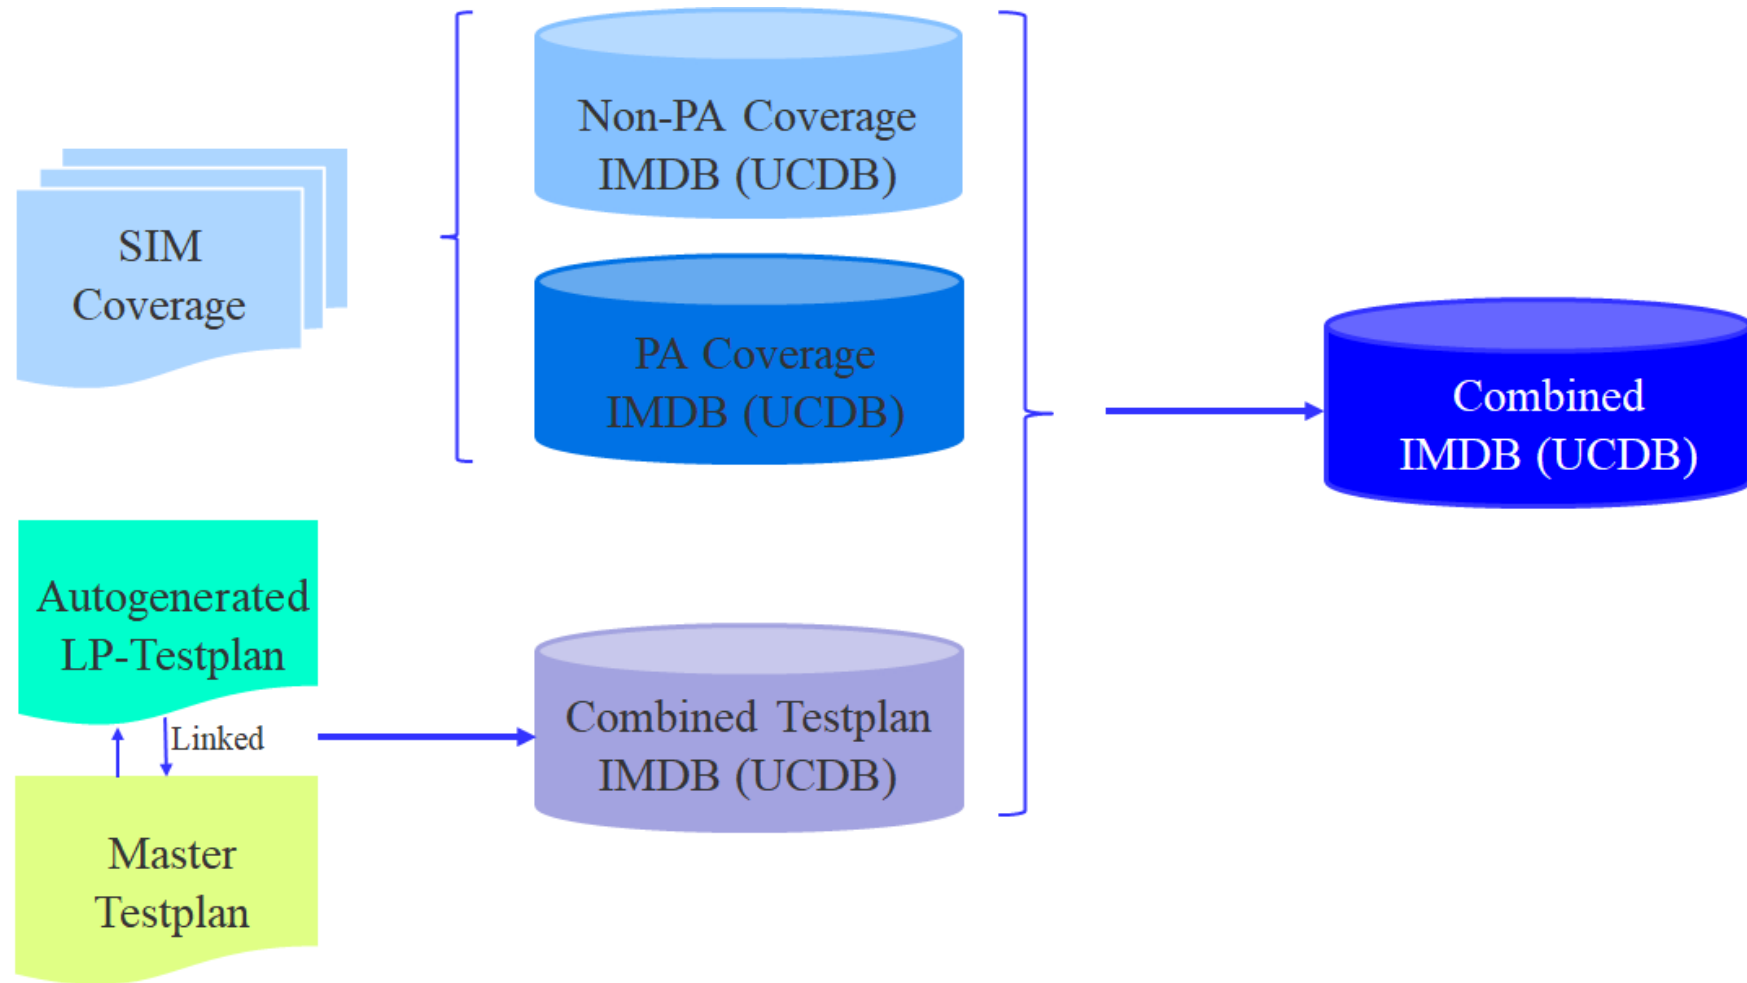 Non-PA Coverage
IMDB (UCDB)
SIM
Coverage
PA Coverage
IMDB (UCDB)
Combined
IMDB (UCDB)
Autogenerated
LP-Testplan
Linked
Combined Testplan
IMDB (UCDB)
Master
Testplan